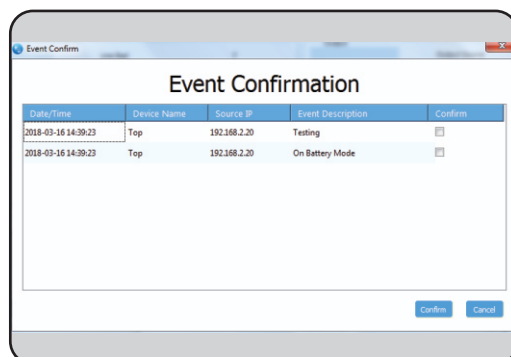 Event Confirm
Event Confirmation
Date/Time Device Name Source IP Event Description Confirm
2018-03-16 14:39:23 Top 192.168.2.20 Testing
2018-03-16 14:39:23 Top 192.168.2.20 On Battery Mode
Confirm Cancel